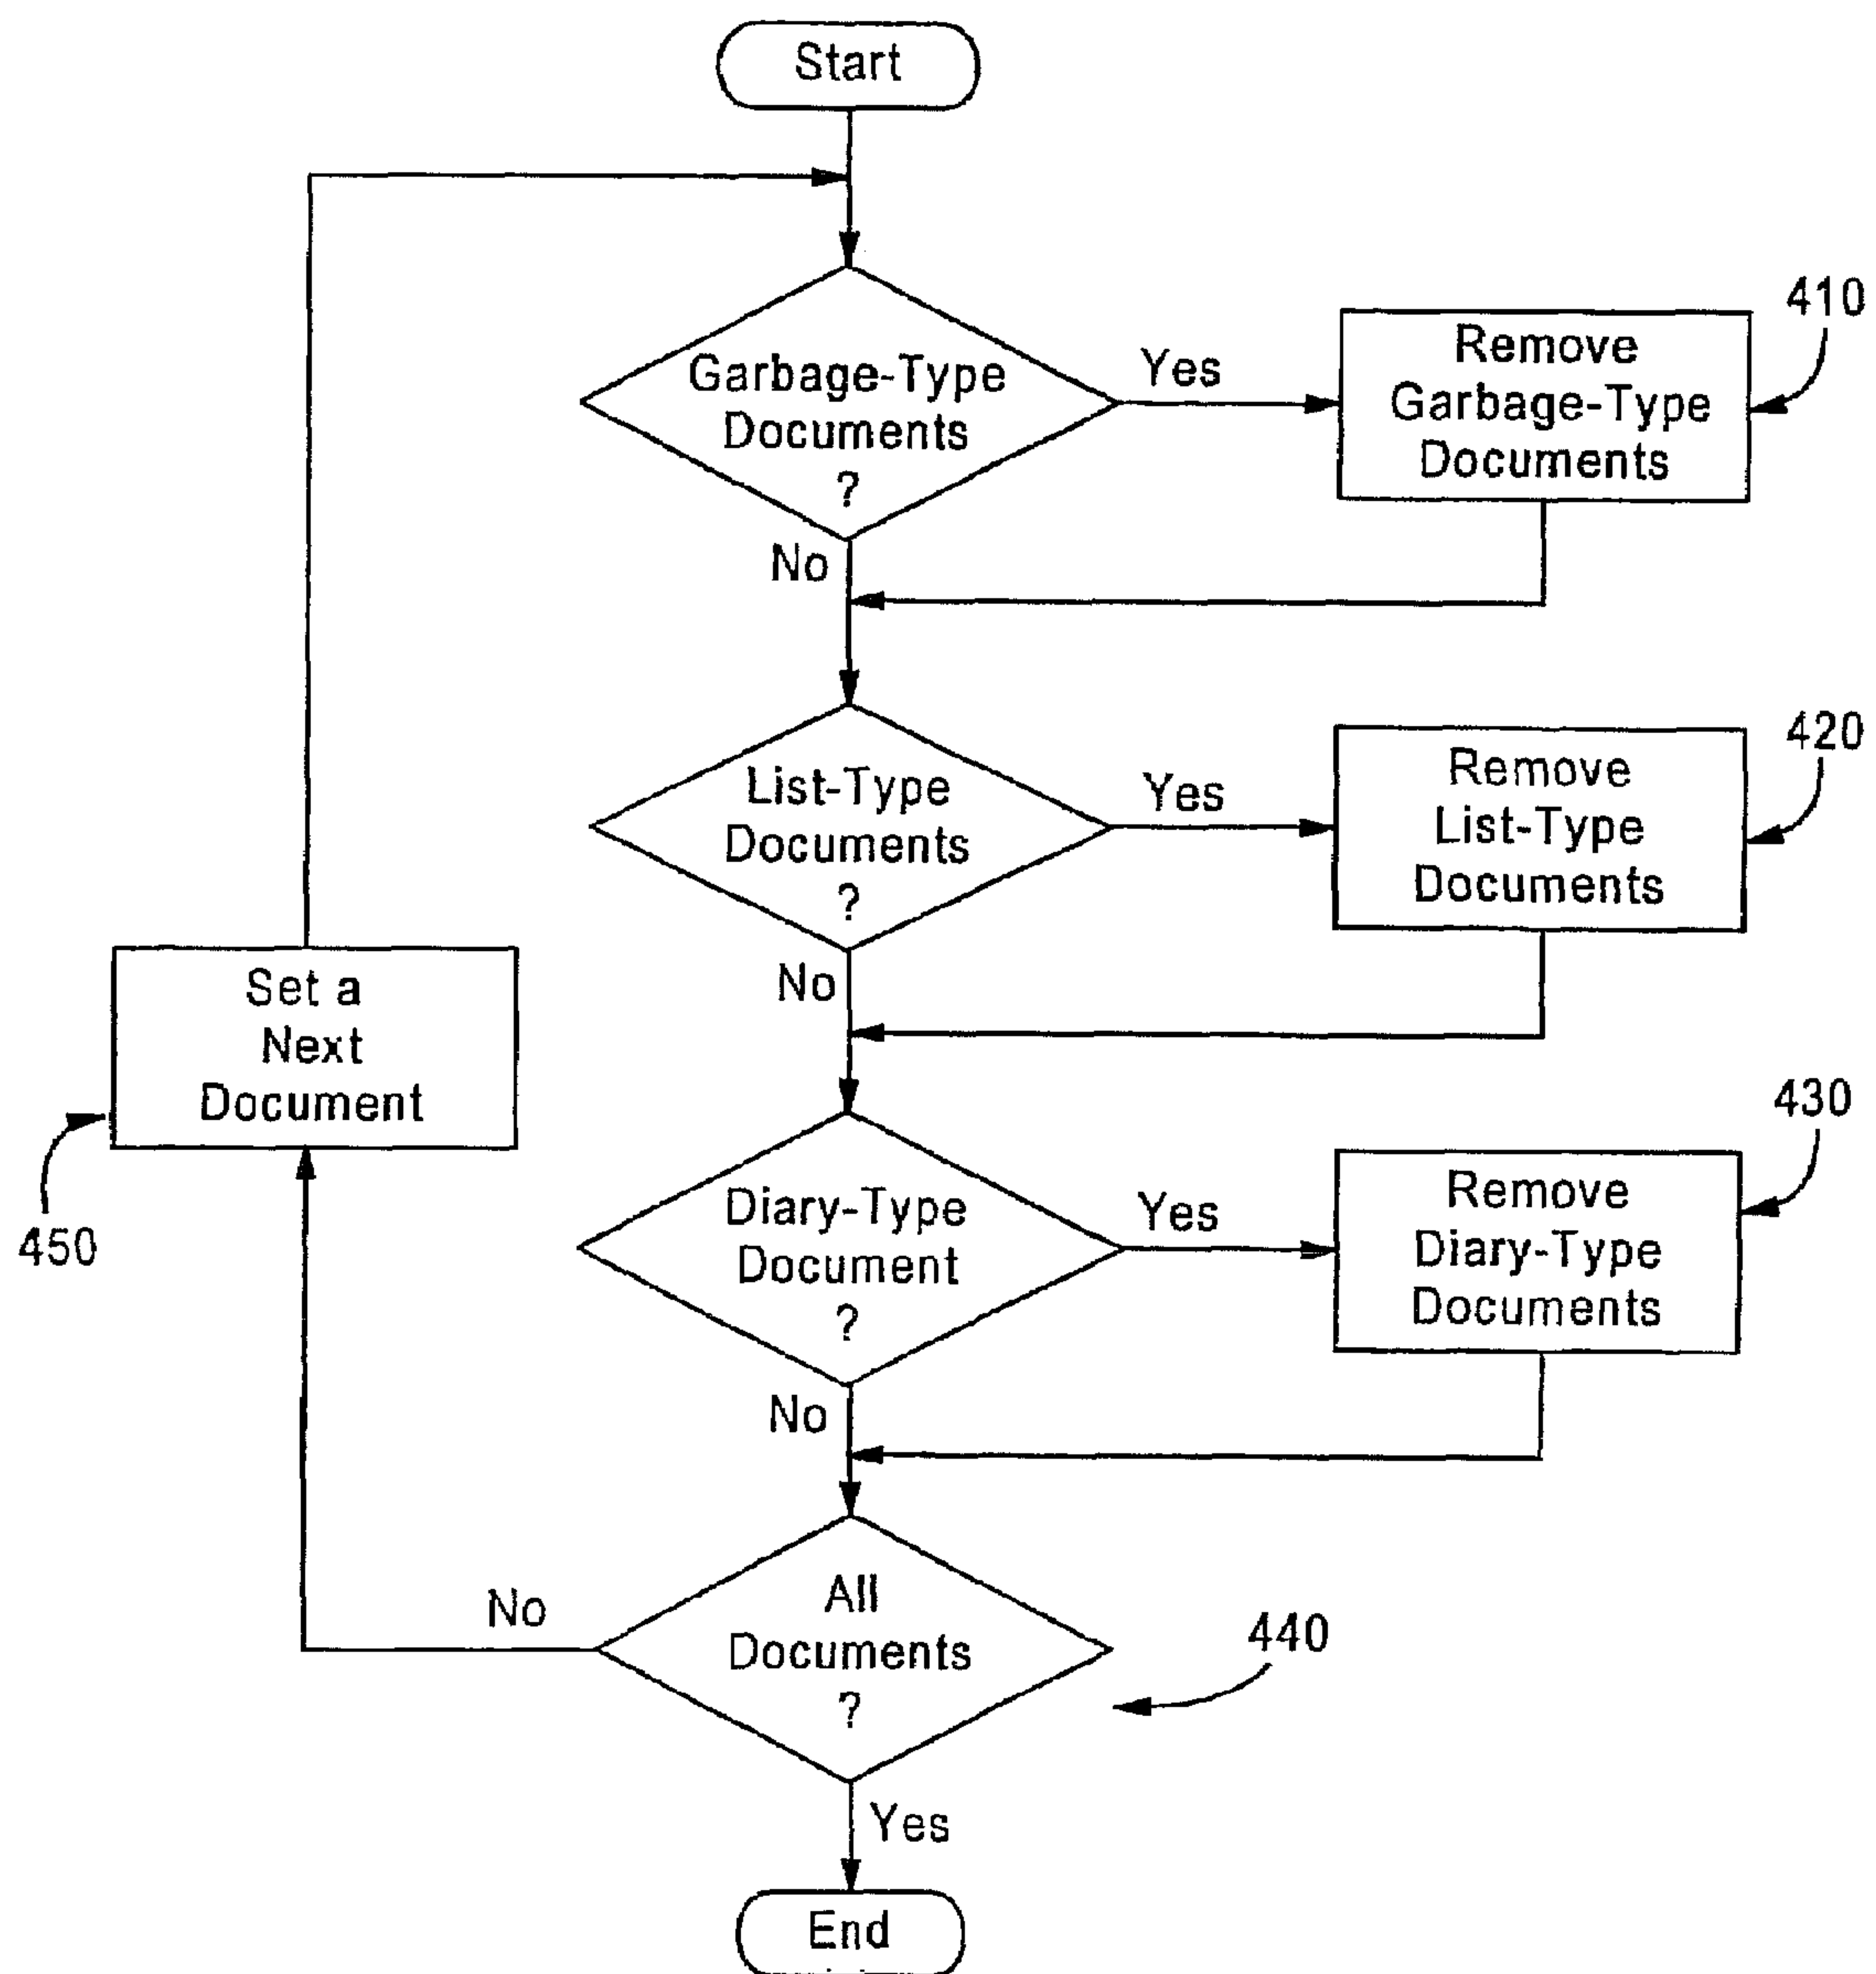 Start
Garbage-Type
Documents
?
Yes
Remove
Garbage-Type
Documents
410
No
List-Type
Documents
?
Yes
Remove
List-Type
Documents
420
No
Set a
Next
Document
450
Diary-Type
Document
?
Yes
Remove
Diary-Type
Documents
430
No
All
Documents
?
No
440
Yes
End